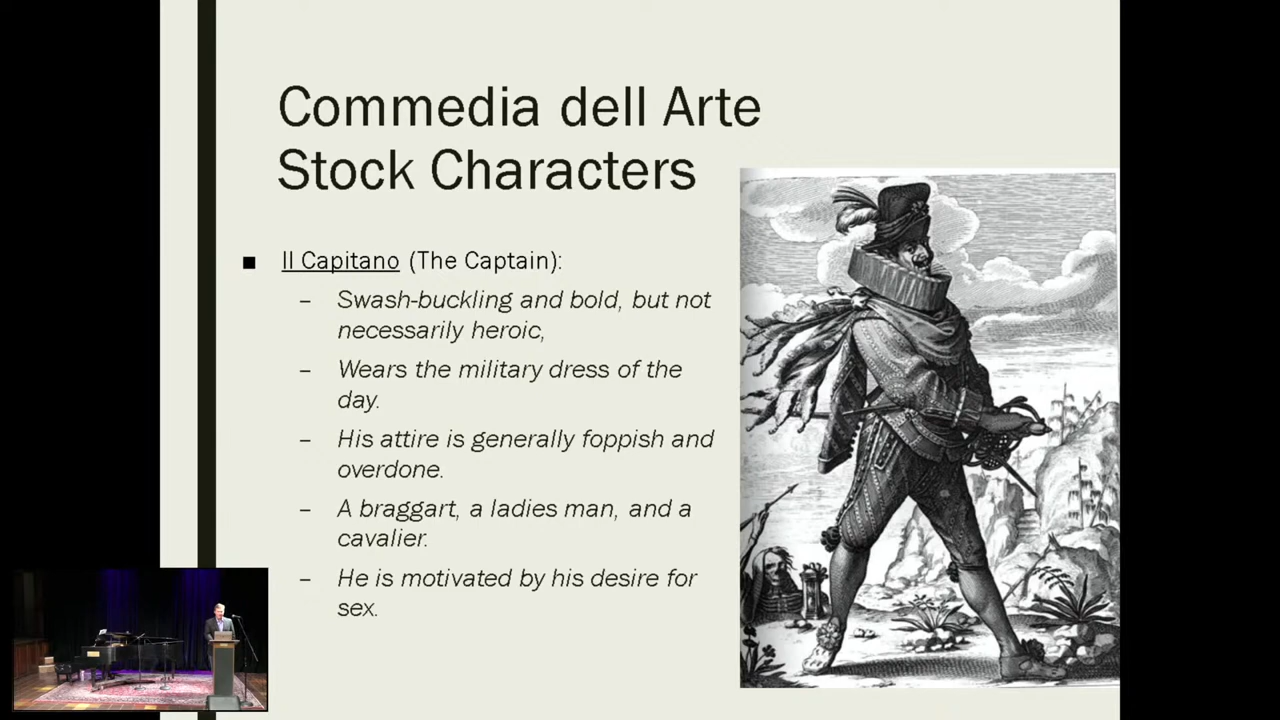 Commedia dell Arte
Stock Characters
■ Il Capitano (The Captain):
– Swash-buckling and bold, but not
necessarily heroic,
– Wears the military dress of the
day.
– His attire is generally foppish and
overdone.
– A braggart, a ladies man, and a
cavalier.
– He is motivated by his desire for
sex.